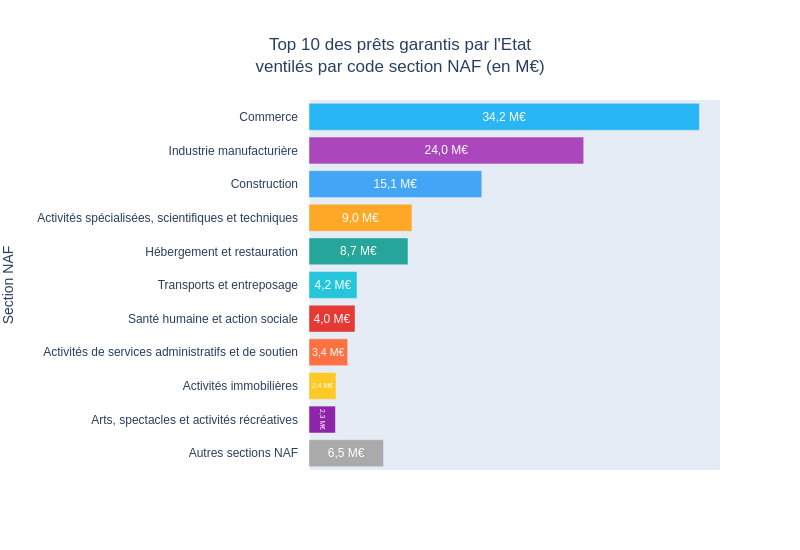 Top 10 des prêts garantis par l'Etat
ventilés par code section NAF (en M€)
Section NAF
Commerce 34,2 M€
Industrie manufacturière 24,0 M€
Construction 15,1 M€
Activités spécialisées, scientifiques et techniques 9,0 M€
Hébergement et restauration 8,7 M€
Transports et entreposage 4,2 M€
Santé humaine et action sociale 4,0 M€
Activités de services administratifs et de soutien 3,4 M€
Activités immobilières 2,4 M€
Arts, spectacles et activités récréatives 2,3 M€
Autres sections NAF 6,5 M€